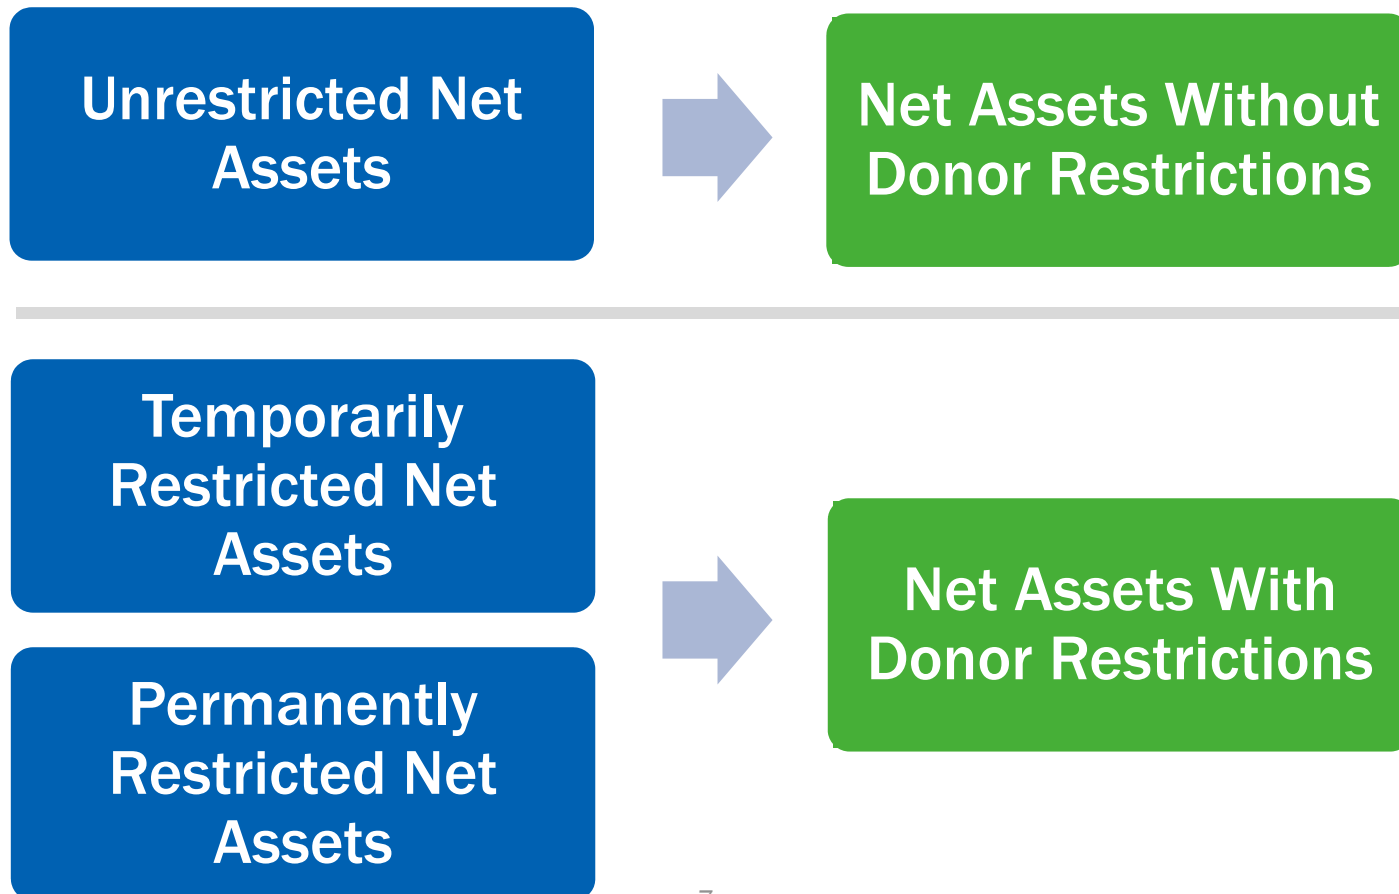 Unrestricted Net
Assets
Net Assets Without
Donor Restrictions
Temporarily
Restricted Net
Assets
Permanently
Restricted Net
Assets
Net Assets With
Donor Restrictions